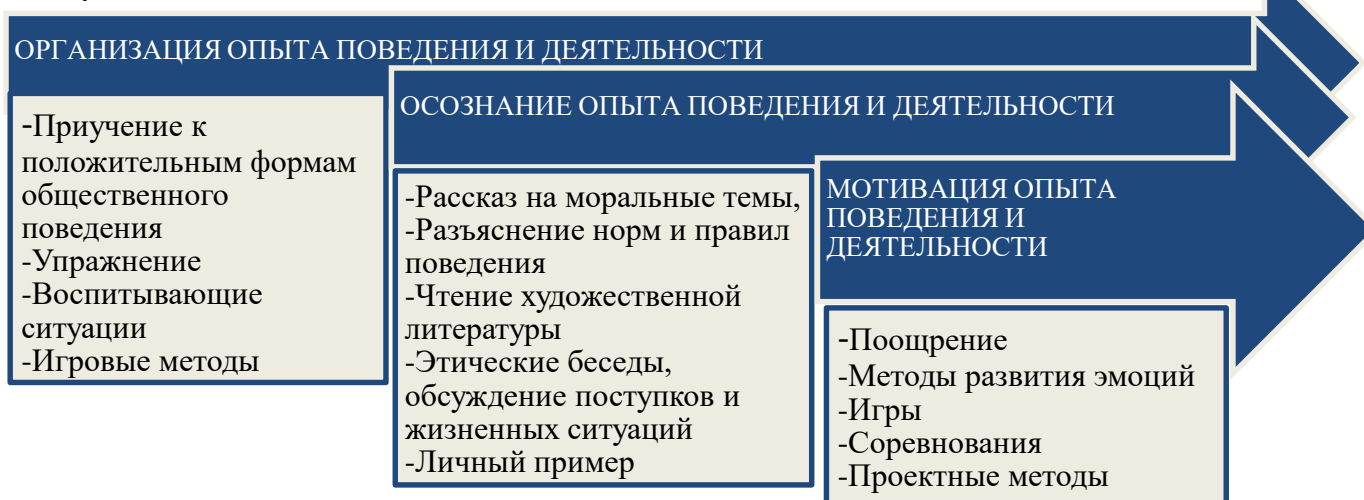 ОРГАНИЗАЦИЯ ОПЫТА ПОВЕДЕНИЯ И ДЕЯТЕЛЬНОСТИ
-Приучение к
положительным формам
общественного
поведения
-Упражнение
-Воспитывающие
ситуации
-Игровые методы
ОСОЗНАНИЕ ОПЫТА ПОВЕДЕНИЯ И ДЕЯТЕЛЬНОСТИ
-Рассказ на моральные темы,
-Разъяснение норм и правил
поведения
-Чтение художественной
литературы
-Этические беседы,
обсуждение поступков и
жизненных ситуаций
-Личный пример
МОТИВАЦИЯ ОПЫТА
ПОВЕДЕНИЯ И
ДЕЯТЕЛЬНОСТИ
-Поощрение
-Методы развития эмоций
-Игры
-Соревнования
-Проектные методы